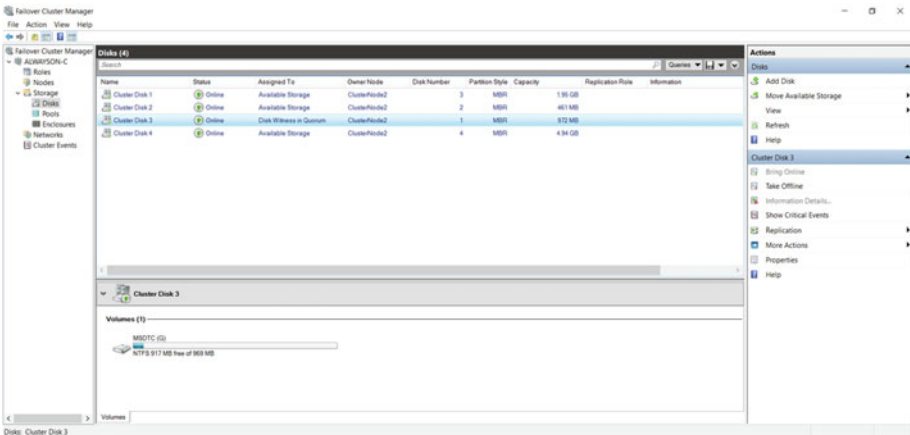 Failover Cluster Manager
File Action View Help
Failover Cluster Manager
ALWAYSON-C
Roles
Nodes
Storage
Disks
Pools
Enclosures
Networks
Cluster Events
Disks (4)
Search
Queries
Name Status Assigned To Owner Node Disk Number Partition Style Capacity Replication Role Information
Cluster Disk 1 Online Available Storage ClusterNode2 3 MBR 1.95 GB
Cluster Disk 2 Online Available Storage ClusterNode2 2 MBR 461 MB
Cluster Disk 3 Online Disk Witness in Quorum ClusterNode2 1 MBR 972 MB
Cluster Disk 4 Online Available Storage ClusterNode2 4 MBR 4.94 GB
Cluster Disk 3
Volumes (1)
MSDTC (G)
NTFS 917 MB free of 969 MB
Volumes
Actions
Disks
Add Disk
Move Available Storage
View
Refresh
Help
Cluster Disk 3
Bring Online
Take Offline
Information Details...
Show Critical Events
Replication
More Actions
Properties
Help
Disks: Cluster Disk 3